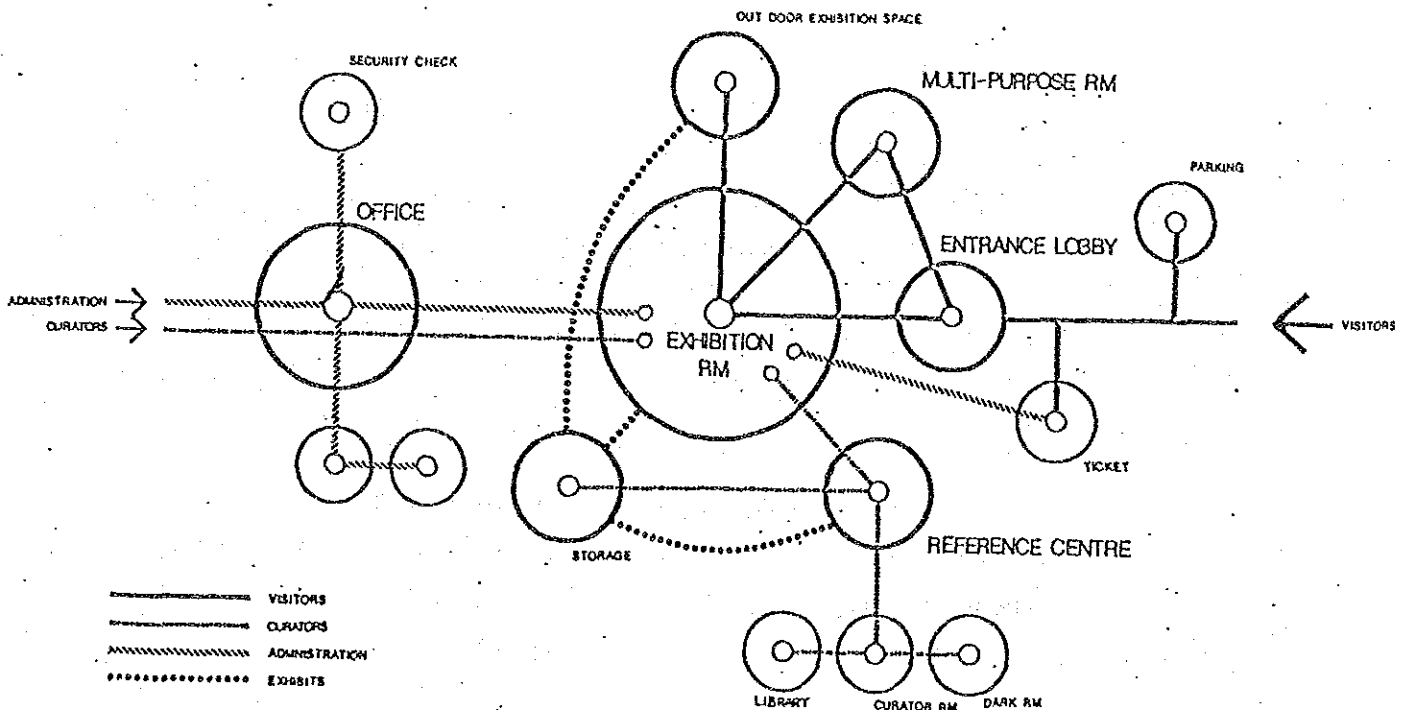 OUT DOOR EXHIBITION SPACE
SECURITY CHECK
MULTI-PURPOSE RM
PARKING
OFFICE
ENTRANCE LOBBY
ADMINISTRATION
CURATORS
VISITORS
EXHIBITION
RM
TICKET
STORAGE
REFERENCE CENTRE
VISITORS
CURATORS
ADMINISTRATION
EXHIBITS
LIBRARY
CURATOR RM
DARK RM